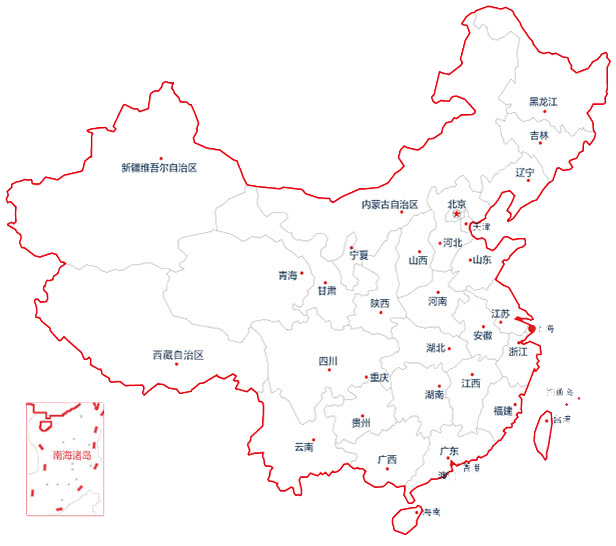 黑龙江
吉林
辽宁
新疆维吾尔自治区
内蒙古自治区
北京
天津
河北
宁夏
山西
山东
青海
甘肃
陕西
河南
江苏
安徽
西藏自治区
四川
湖北
浙江
重庆
江西
湖南
福建
贵州
台湾
云南
广西
广东
香港
南海诸岛
海南